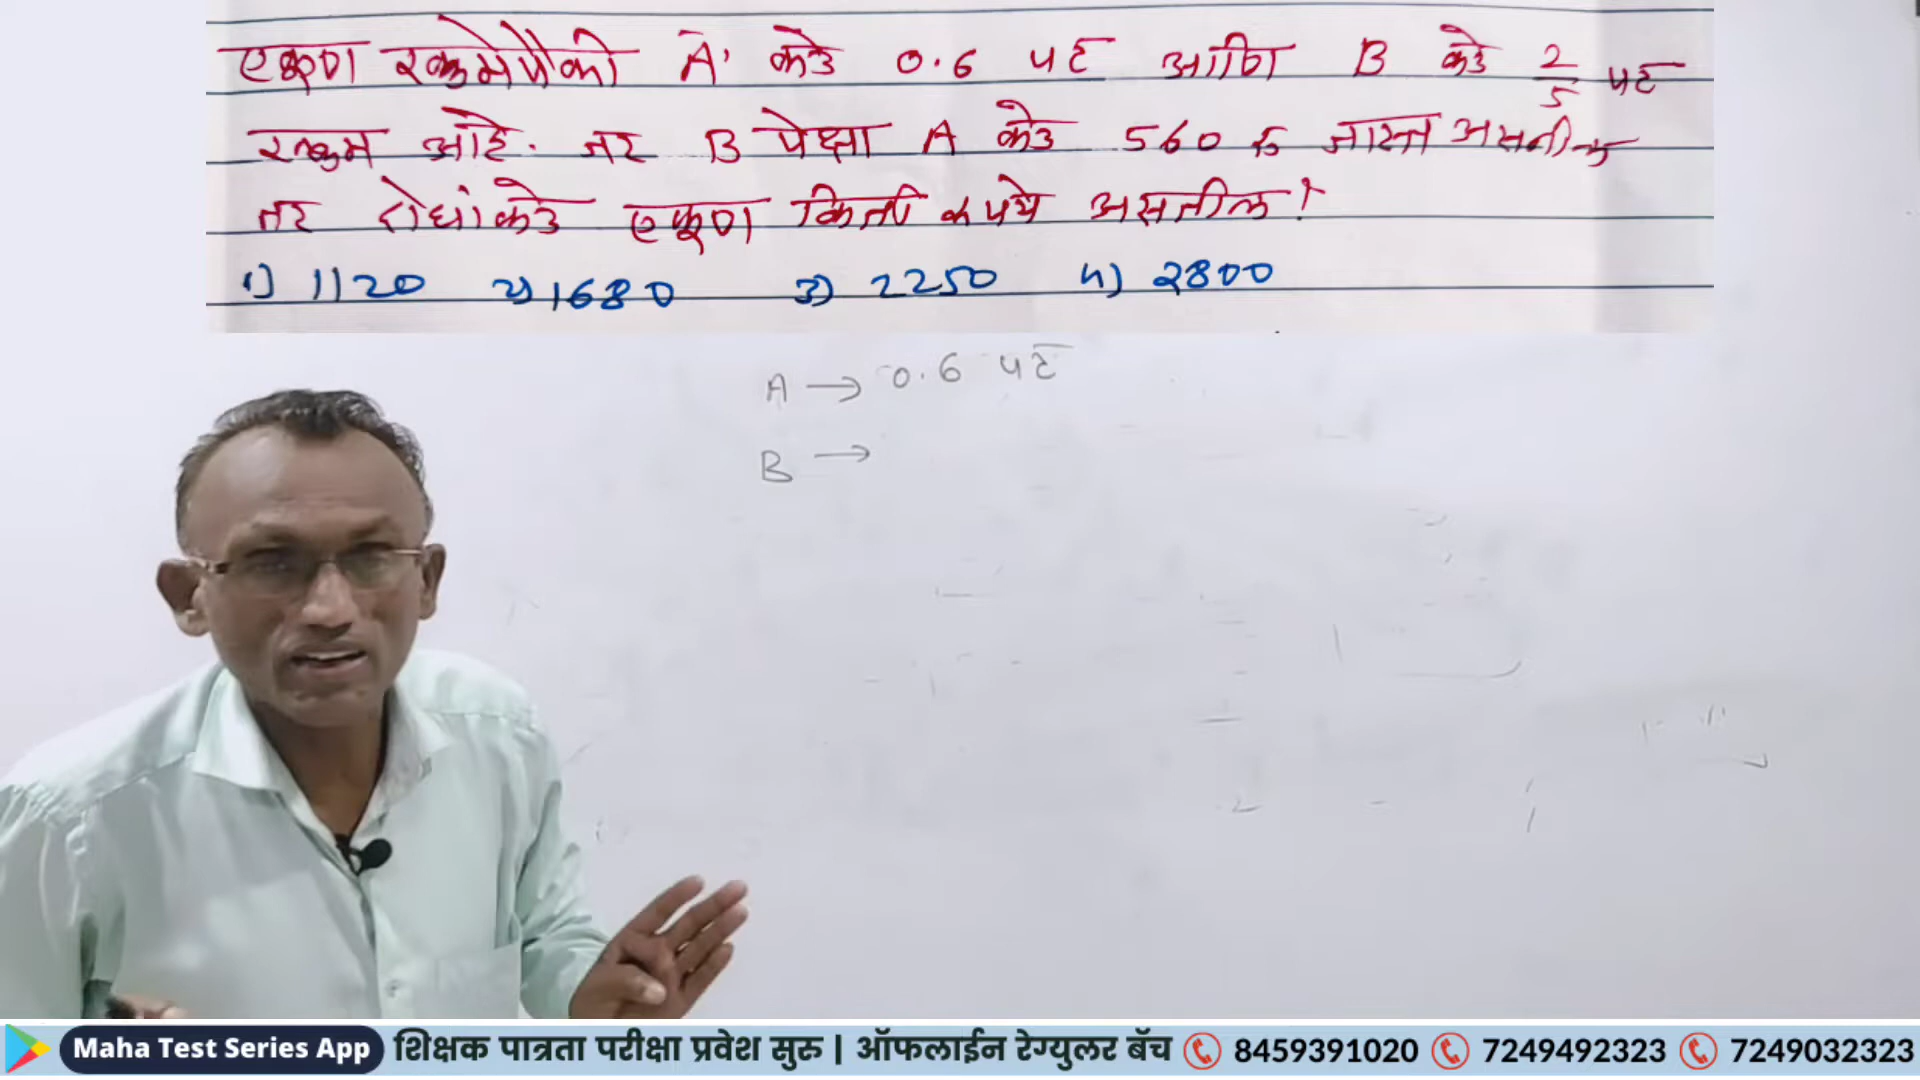 एकूण रकमेपैकी A' कडे 0.6 पट आणि B कडे 2/5 पट
रक्कम आहे. जर B पेक्षा A कडे 560 रु जास्त असतील
तर दोघांकडे एकूण किती रुपये असतील?
1) 1120 2) 1680 3) 2250 4) 2800
A → 0.6 पट
B →
Maha Test Series App शिक्षक पात्रता परीक्षा प्रवेश सुरु | ऑफलाईन रेग्युलर बॅच 8459391020 7249492323 7249032323